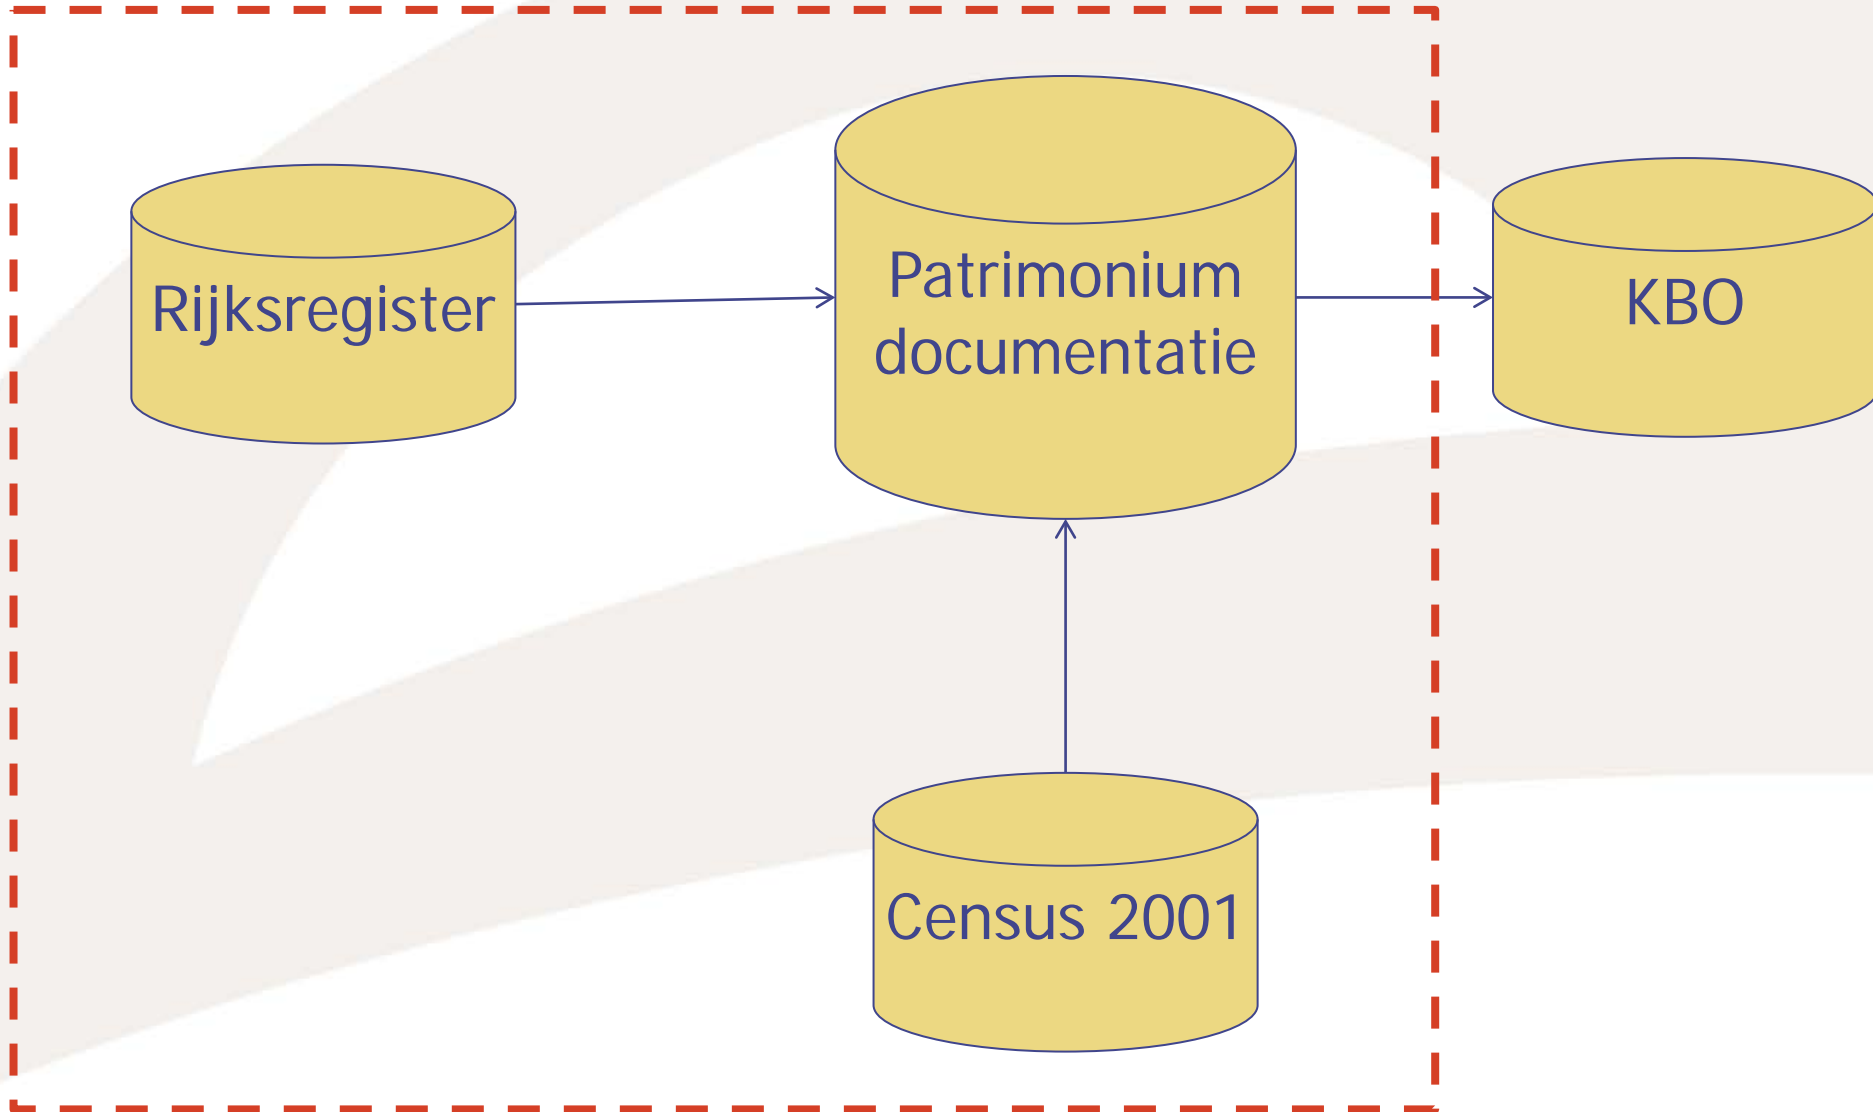 Rijksregister
Patrimonium
documentatie
KBO
Census 2001